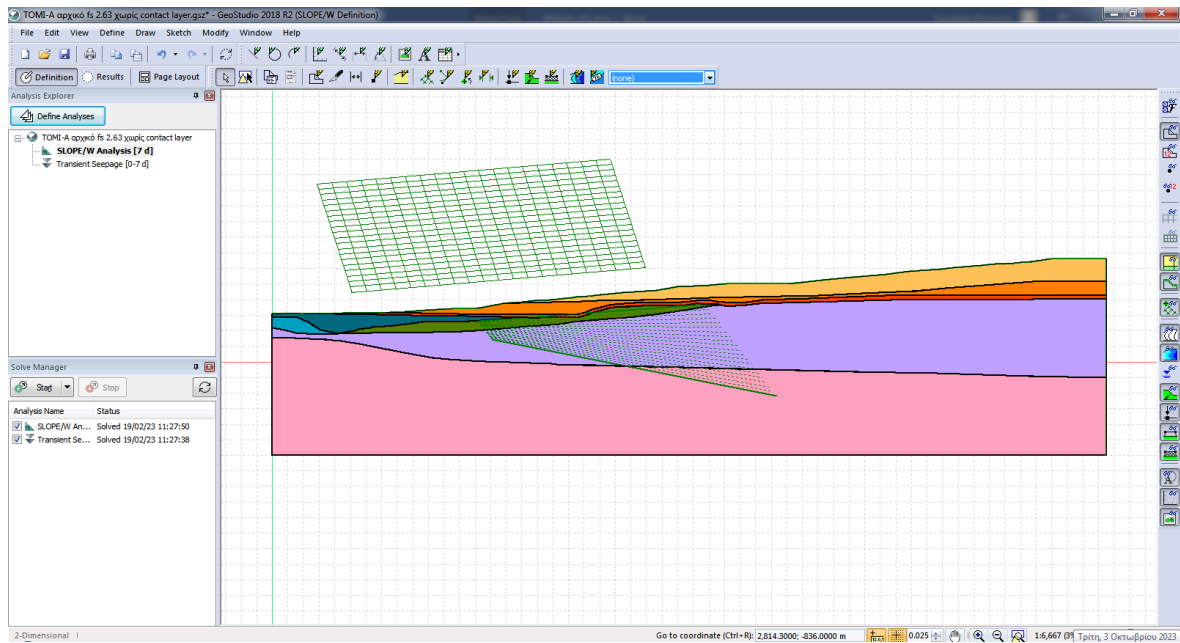 ΤΟΜΙ-Α αρχικό fs 2.63 χωρίς contact layer.gsz* - GeoStudio 2018 R2 (SLOPE/W Definition)
File Edit View Define Draw Sketch Modify Window Help
Definition Results Page Layout (none)
Analysis Explorer
Define Analyses
ΤΟΜΙ-Α αρχικό fs 2.63 χωρίς contact layer
SLOPE/W Analysis [7 d]
Transient Seepage [0-7 d]
Solve Manager
Start Stop
Analysis Name Status
SLOPE/W An... Solved 19/02/23 11:27:50
Transient Se... Solved 19/02/23 11:27:38
2-Dimensional Go to coordinate (Ctrl+R): 2,814.3000; -836.0000 m 0.025 1:6,667 Τρίτη, 3 Οκτωβρίου 2023